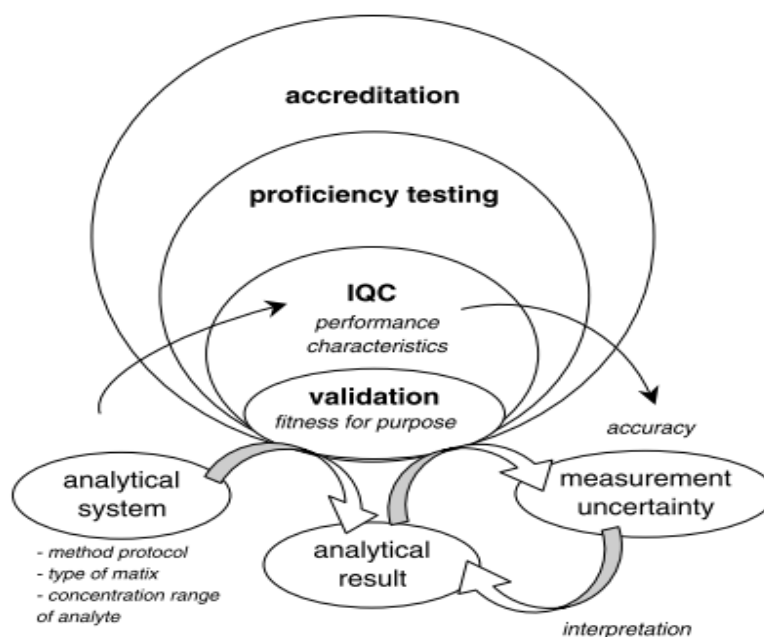 accreditation
proficiency testing
IQC
performance
characteristics
validation
fitness for purpose
accuracy
analytical
system
measurement
uncertainty
- method protocol
- type of matix
- concentration range
of analyte
analytical
result
interpretation